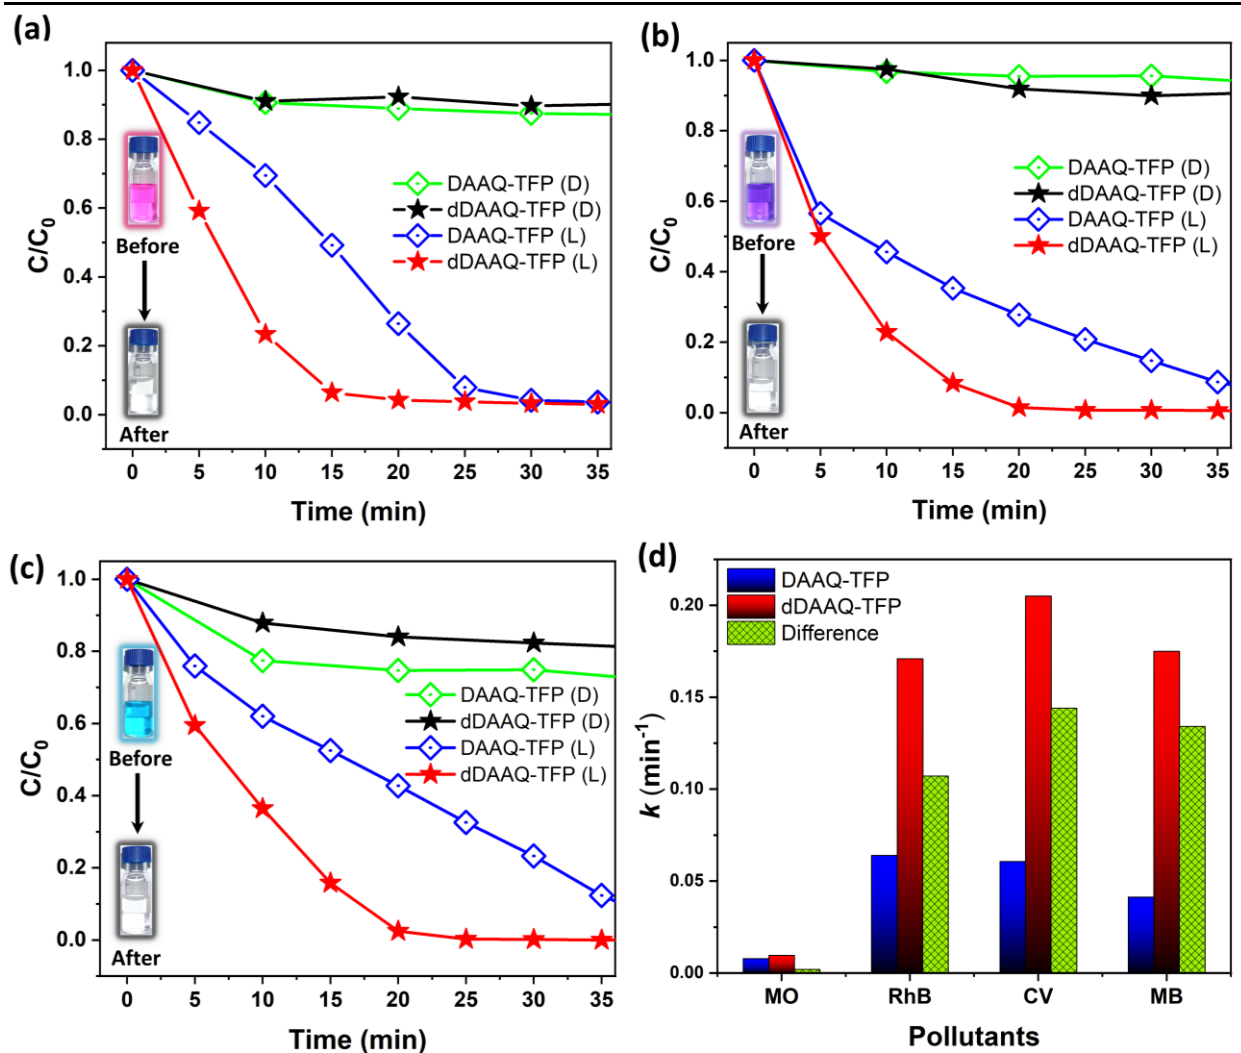 (a)
1.0
0.8
0.6
0.4
0.2
0.0
C/C0
0 5 10 15 20 25 30 35
Time (min)
DAAQ-TFP (D)
dDAAQ-TFP (D)
DAAQ-TFP (L)
dDAAQ-TFP (L)
Before
After
(b)
1.0
0.8
0.6
0.4
0.2
0.0
C/C0
0 5 10 15 20 25 30 35
Time (min)
DAAQ-TFP (D)
dDAAQ-TFP (D)
DAAQ-TFP (L)
dDAAQ-TFP (L)
Before
After
(c)
1.0
0.8
0.6
0.4
0.2
0.0
C/C0
0 5 10 15 20 25 30 35
Time (min)
DAAQ-TFP (D)
dDAAQ-TFP (D)
DAAQ-TFP (L)
dDAAQ-TFP (L)
Before
After
(d)
0.20
0.15
0.10
0.05
0.00
k (min-1)
DAAQ-TFP
dDAAQ-TFP
Difference
MO RhB CV MB
Pollutants